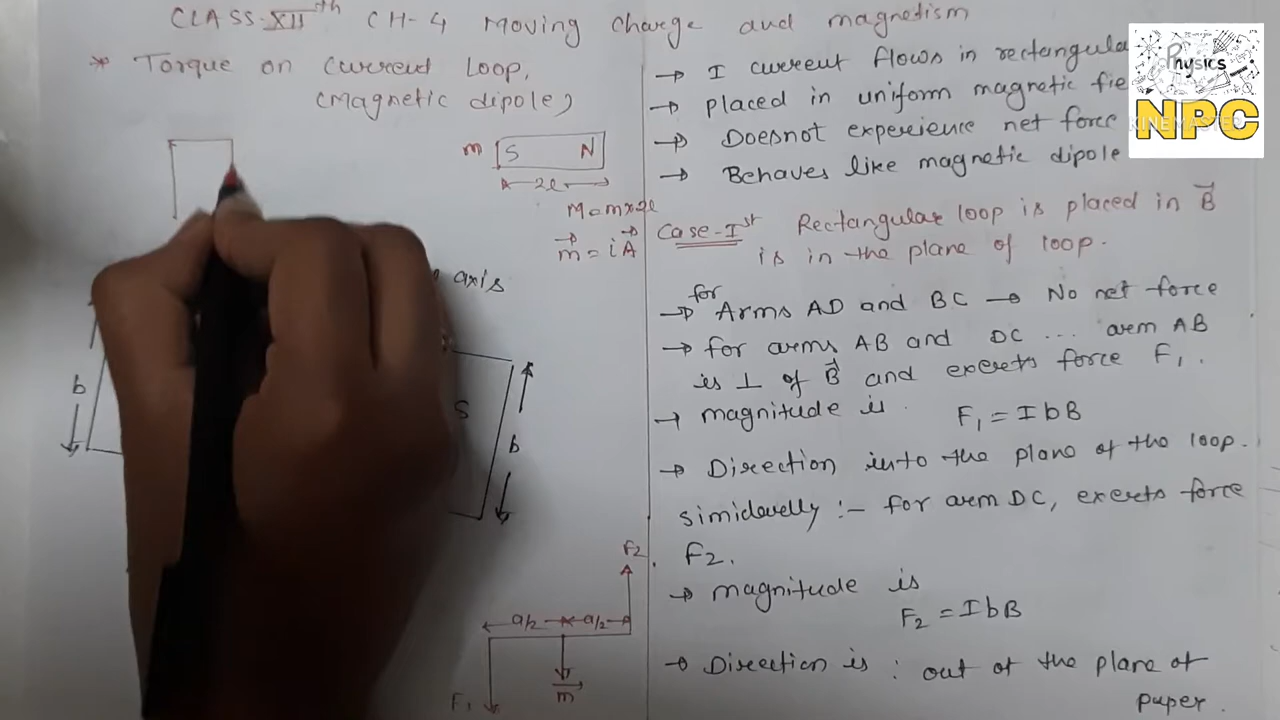 CLASS-XIIth CH-4 Moving Charge and magnetism
* Torque on Current Loop,
(Magnetic dipole)
m S N
2l
M = m×2l
m = iA
axis
b
S
b
F2
a/2 a/2
F1
m
→ I current flows in rectangula
→ placed in uniform magnetic fie
→ Doesnot experience net force
→ Behaves like magnetic dipole
Case-Ist Rectangular loop is placed in B
is in the plane of loop.
→ for Arms AD and BC → No net force
→ for arms AB and DC ... arm AB
is ⊥ of B and exerts force F1.
→ magnitude is F1 = IbB
→ Direction into the plane of the loop.
similarelly :- for arm DC, exerts force
F2.
→ magnitude is
F2 = IbB
→ Direction is : out of the plane of
paper.
Physics
NPC
KINEMASTER